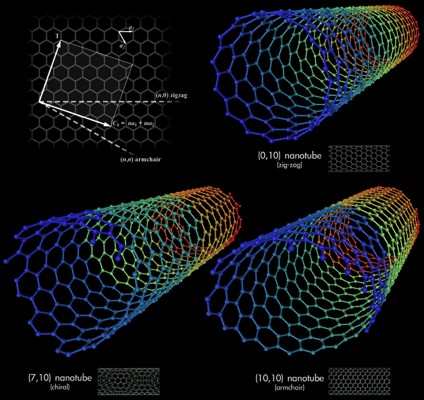 T
a₁
a₂
(n,0) zigzag
Cₕ = na₁ + ma₂
(n,n) armchair
(0,10) nanotube
(zig-zag)
(7,10) nanotube
(chiral)
(10,10) nanotube
(armchair)